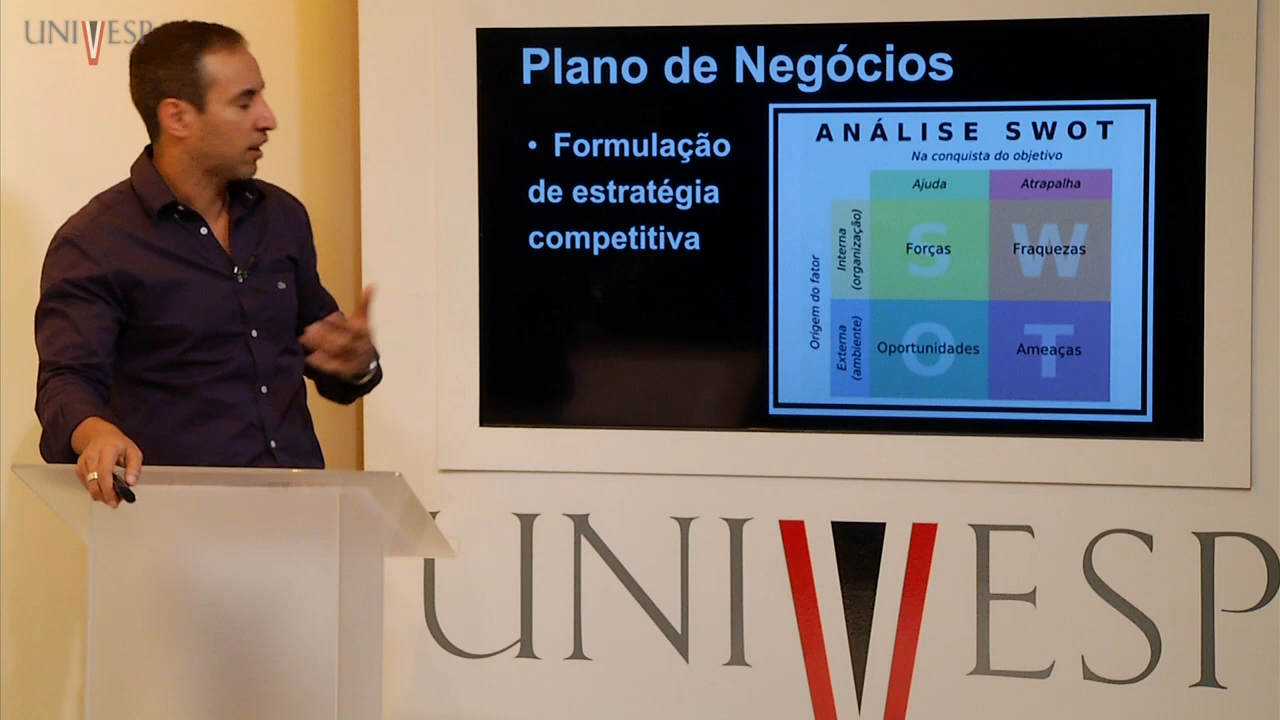 UNIVESP
Plano de Negócios
• Formulação
de estratégia
competitiva
ANÁLISE SWOT
Na conquista do objetivo
Ajuda
Atrapalha
Origem do fator
Interna
(organização)
S
Forças
W
Fraquezas
Externa
(ambiente)
O
Oportunidades
T
Ameaças
UNIVESP